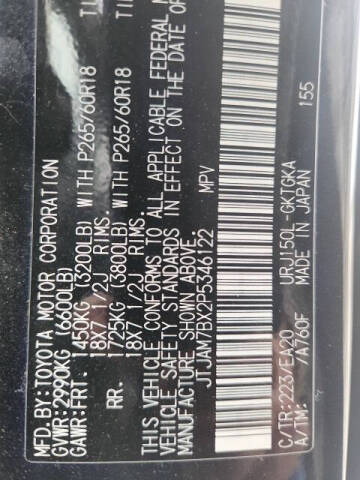 MFD.BY:TOYOTA MOTOR CORPORATION
GVWR:2990KG (6600LB)
GAWR:FRT. 1450KG (3200LB) WITH P265/60R18
18X7 1/2J RIMS.
RR. 1725KG (3800LB) WITH P265/60R18
18X7 1/2J RIMS.
THIS VEHICLE CONFORMS TO ALL APPLICABLE FEDERAL
VEHICLE SAFETY STANDARDS IN EFFECT ON THE DATE OF
MANUFACTURE SHOWN ABOVE.
JTJAM7BX2P5346122 MPV
155
C/TR:223/EA20 URJ150L-GKTGKA
A/TM: /A760F MADE IN JAPAN